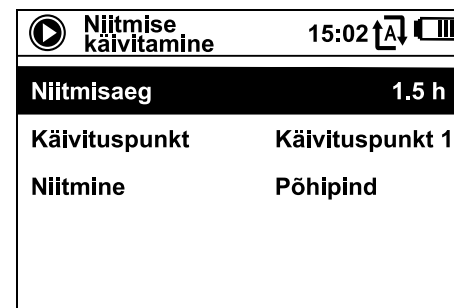 Niitmise
käivitamine
15:02 A
Niitmisaeg 1.5 h
Käivituspunkt Käivituspunkt 1
Niitmine Põhipind